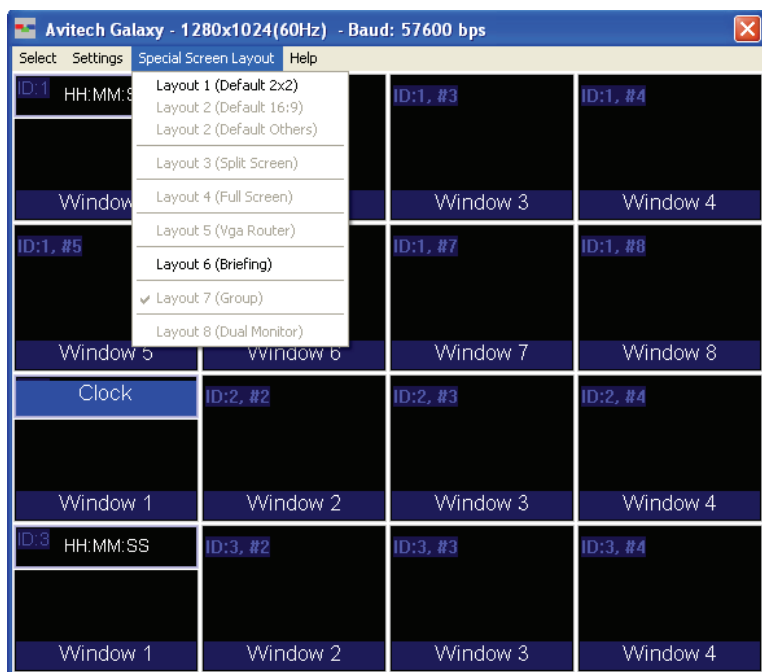 Avitech Galaxy - 1280x1024(60Hz) - Baud: 57600 bps
Select Settings Special Screen Layout Help
Layout 1 (Default 2x2)
Layout 2 (Default 16:9)
Layout 2 (Default Others)
Layout 3 (Split Screen)
Layout 4 (Full Screen)
Layout 5 (Vga Router)
Layout 6 (Briefing)
Layout 7 (Group)
Layout 8 (Dual Monitor)
ID:1 HH:MM:S ID:1, #3 ID:1, #4
Window Window 3 Window 4
ID:1, #5 ID:1, #7 ID:1, #8
Window 5 Window 6 Window 7 Window 8
Clock ID:2, #2 ID:2, #3 ID:2, #4
Window 1 Window 2 Window 3 Window 4
ID:3 HH:MM:SS ID:3, #2 ID:3, #3 ID:3, #4
Window 1 Window 2 Window 3 Window 4